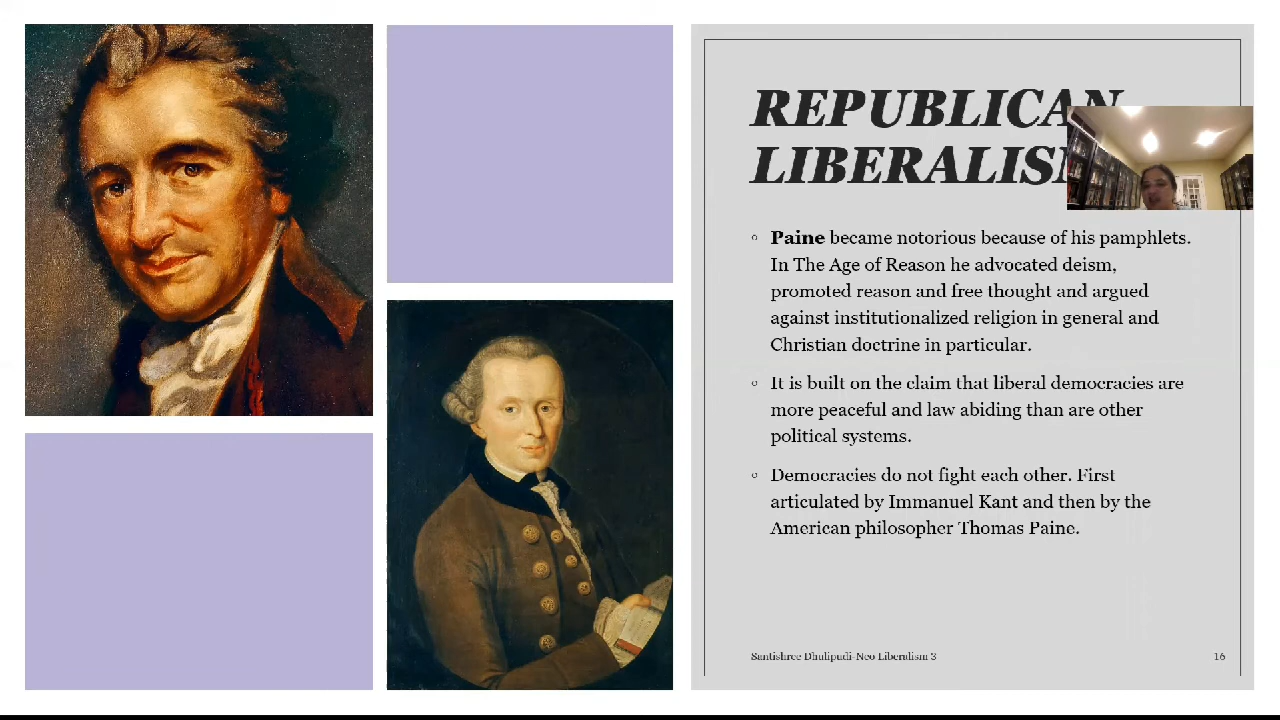 REPUBLICAN
LIBERALISM
Paine became notorious because of his pamphlets.
In The Age of Reason he advocated deism,
promoted reason and free thought and argued
against institutionalized religion in general and
Christian doctrine in particular.
It is built on the claim that liberal democracies are
more peaceful and law abiding than are other
political systems.
Democracies do not fight each other. First
articulated by Immanuel Kant and then by the
American philosopher Thomas Paine.
Santishree Dhulipudi-Neo Liberalism 3
16